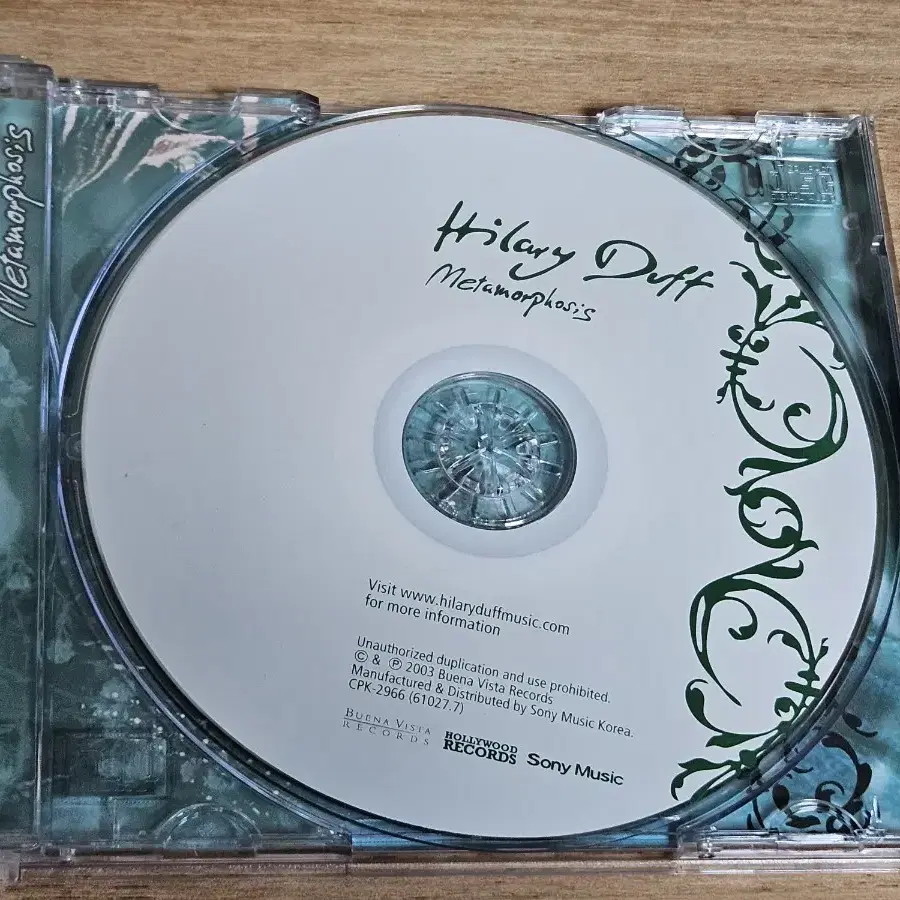 Metamorphosis
Hilary Duff
Metamorphosis
Visit www.hilaryduffmusic.com
for more information
Unauthorized duplication and use prohibited.
© & ℗ 2003 Buena Vista Records
Manufactured & Distributed by Sony Music Korea.
CPK-2966 (61027.7)
BUENA VISTA
RECORDS
HOLLYWOOD
RECORDS
Sony Music